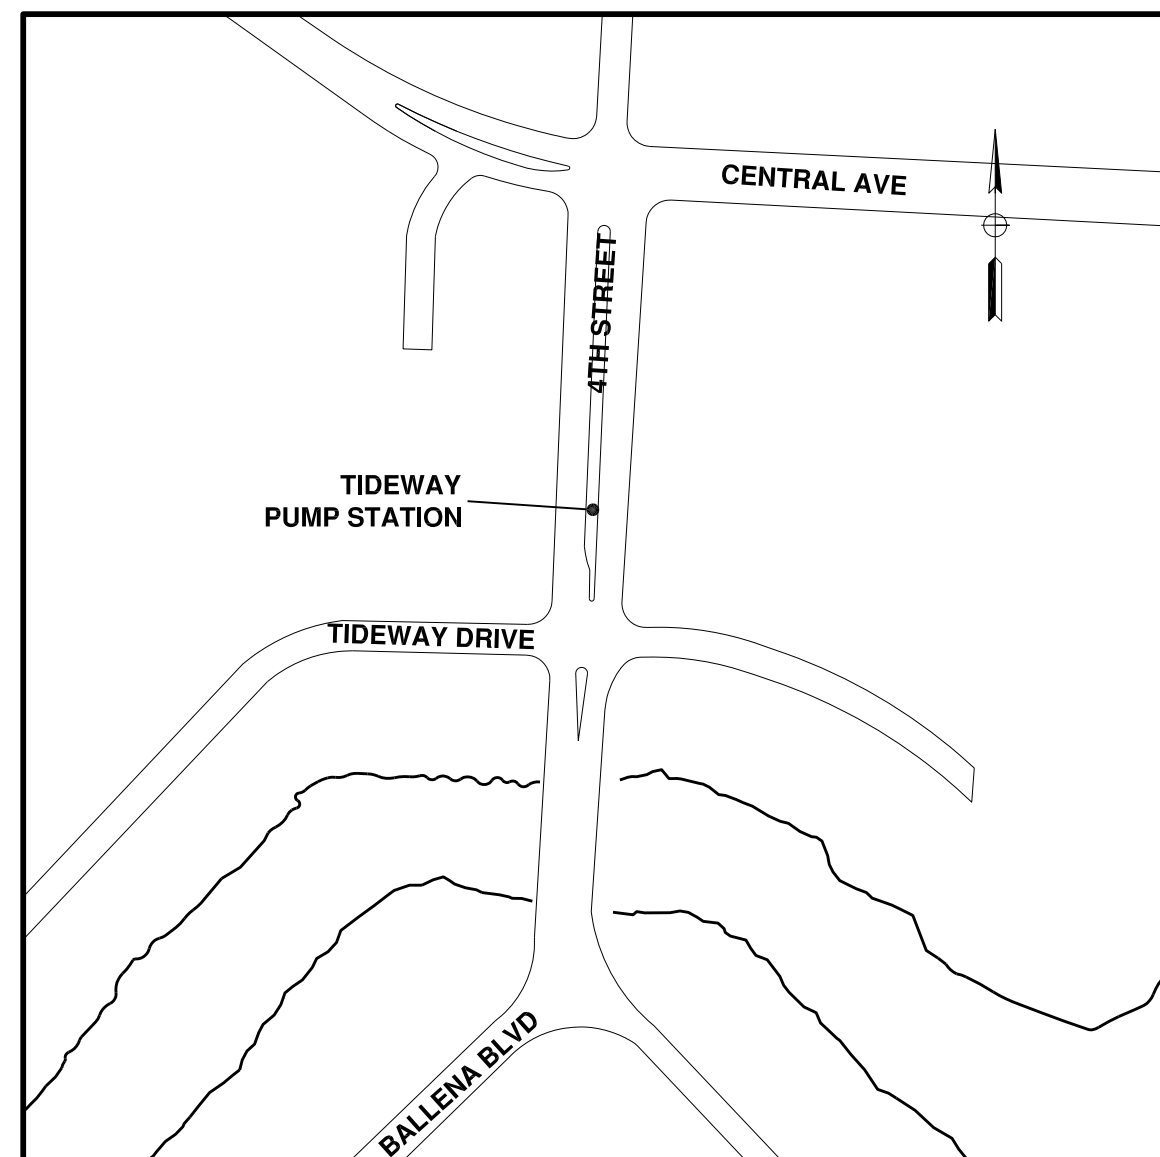 CENTRAL AVE
4TH STREET
TIDEWAY
PUMP STATION
TIDEWAY DRIVE
BALLENA BLVD